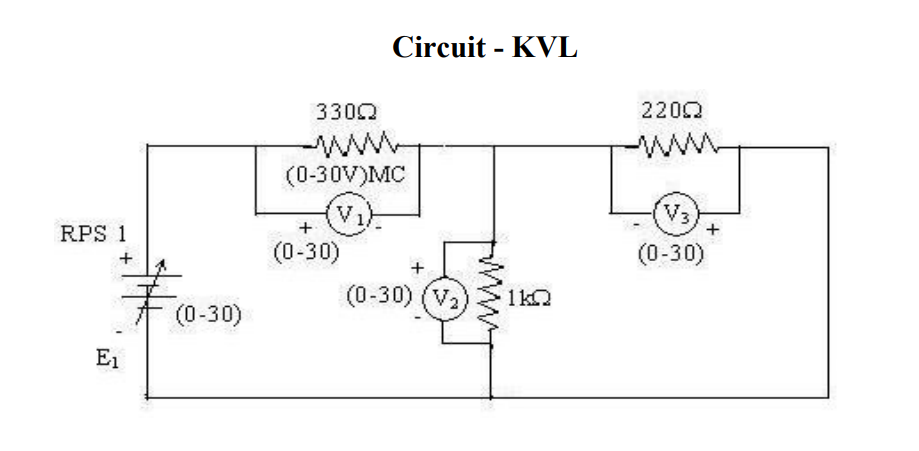 Circuit - KVL
330Ω
220Ω
(0-30V)MC
V1
+ -
(0-30)
V3
- +
(0-30)
RPS 1
+
(0-30)
-
E1
+
(0-30)
V2
-
1kΩ